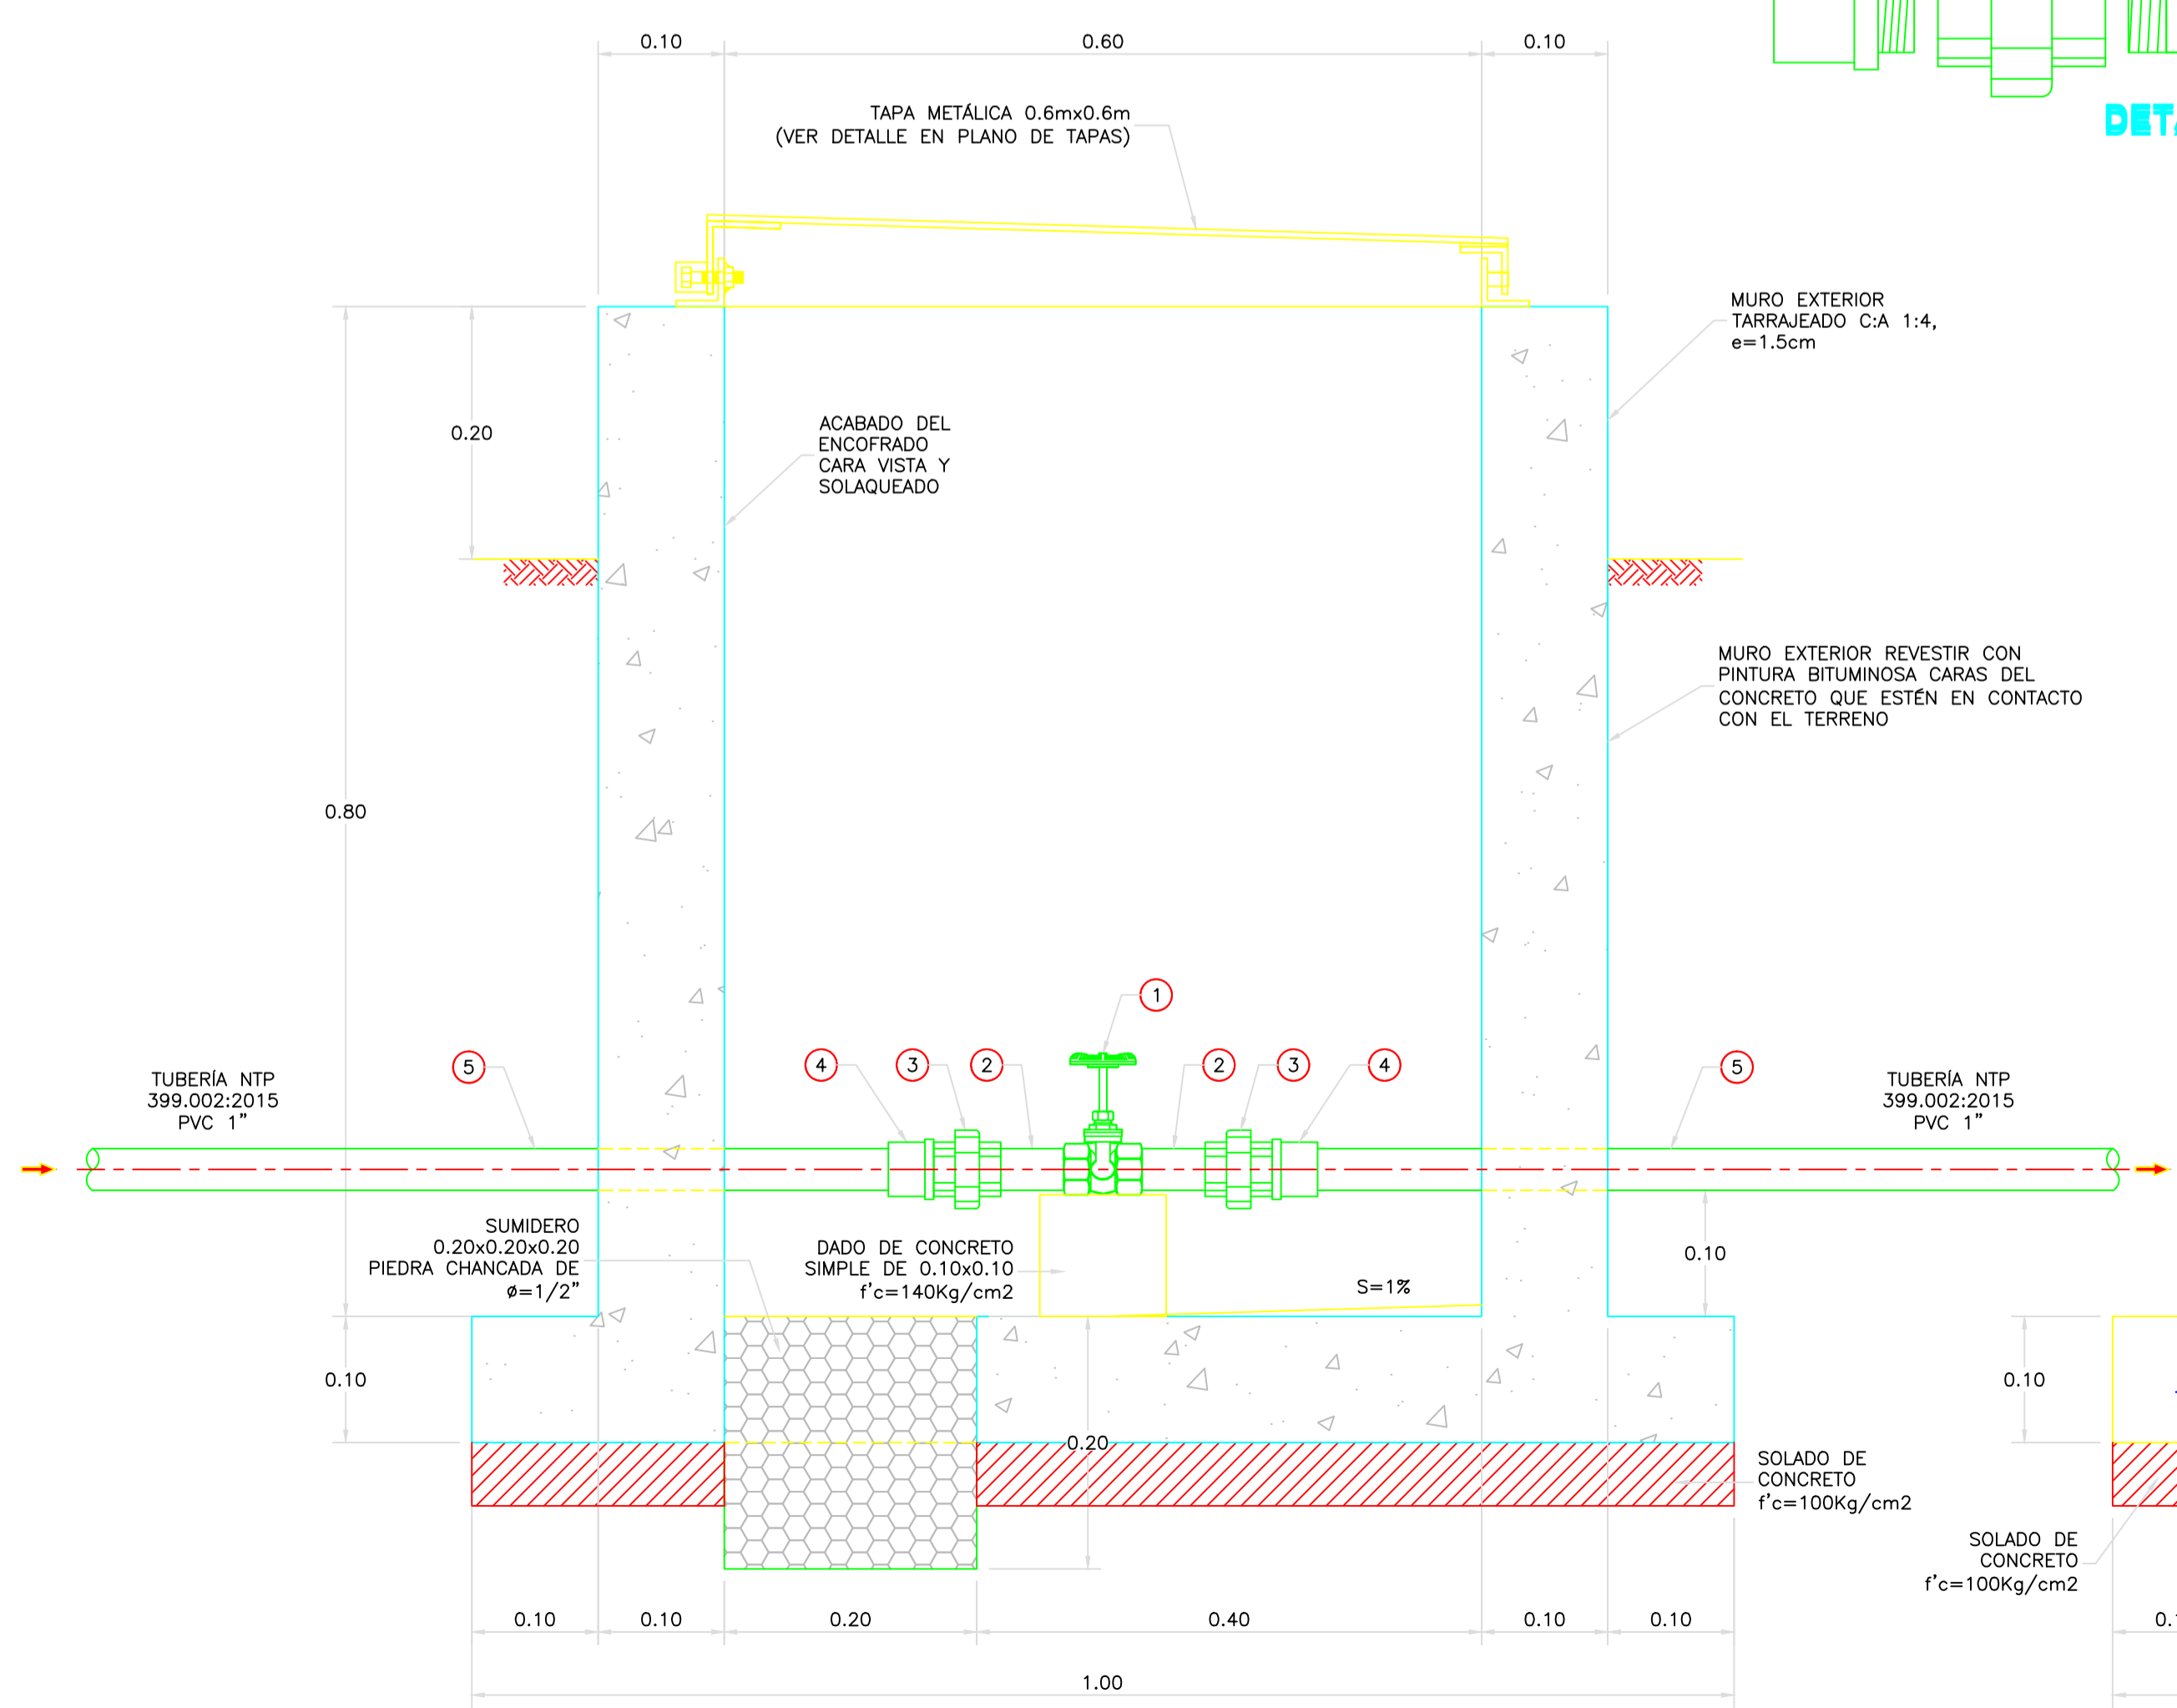 0.10
0.60
0.10
TAPA METÁLICA 0.6mx0.6m
(VER DETALLE EN PLANO DE TAPAS)
MURO EXTERIOR
TARRAJEADO C:A 1:4,
e=1.5cm
0.20
ACABADO DEL
ENCOFRADO
CARA VISTA Y
SOLAQUEADO
MURO EXTERIOR REVESTIR CON
PINTURA BITUMINOSA CARAS DEL
CONCRETO QUE ESTÉN EN CONTACTO
CON EL TERRENO
0.80
1
5
4
3
2
2
3
4
5
TUBERÍA NTP
399.002:2015
PVC 1"
TUBERÍA NTP
399.002:2015
PVC 1"
SUMIDERO
0.20x0.20x0.20
PIEDRA CHANCADA DE
ø=1/2"
DADO DE CONCRETO
SIMPLE DE 0.10x0.10
f'c=140Kg/cm2
S=1%
0.10
0.10
0.20
0.10
SOLADO DE
CONCRETO
f'c=100Kg/cm2
SOLADO DE
CONCRETO
f'c=100Kg/cm2
0.10
0.10
0.20
0.40
0.10
0.10
1.00